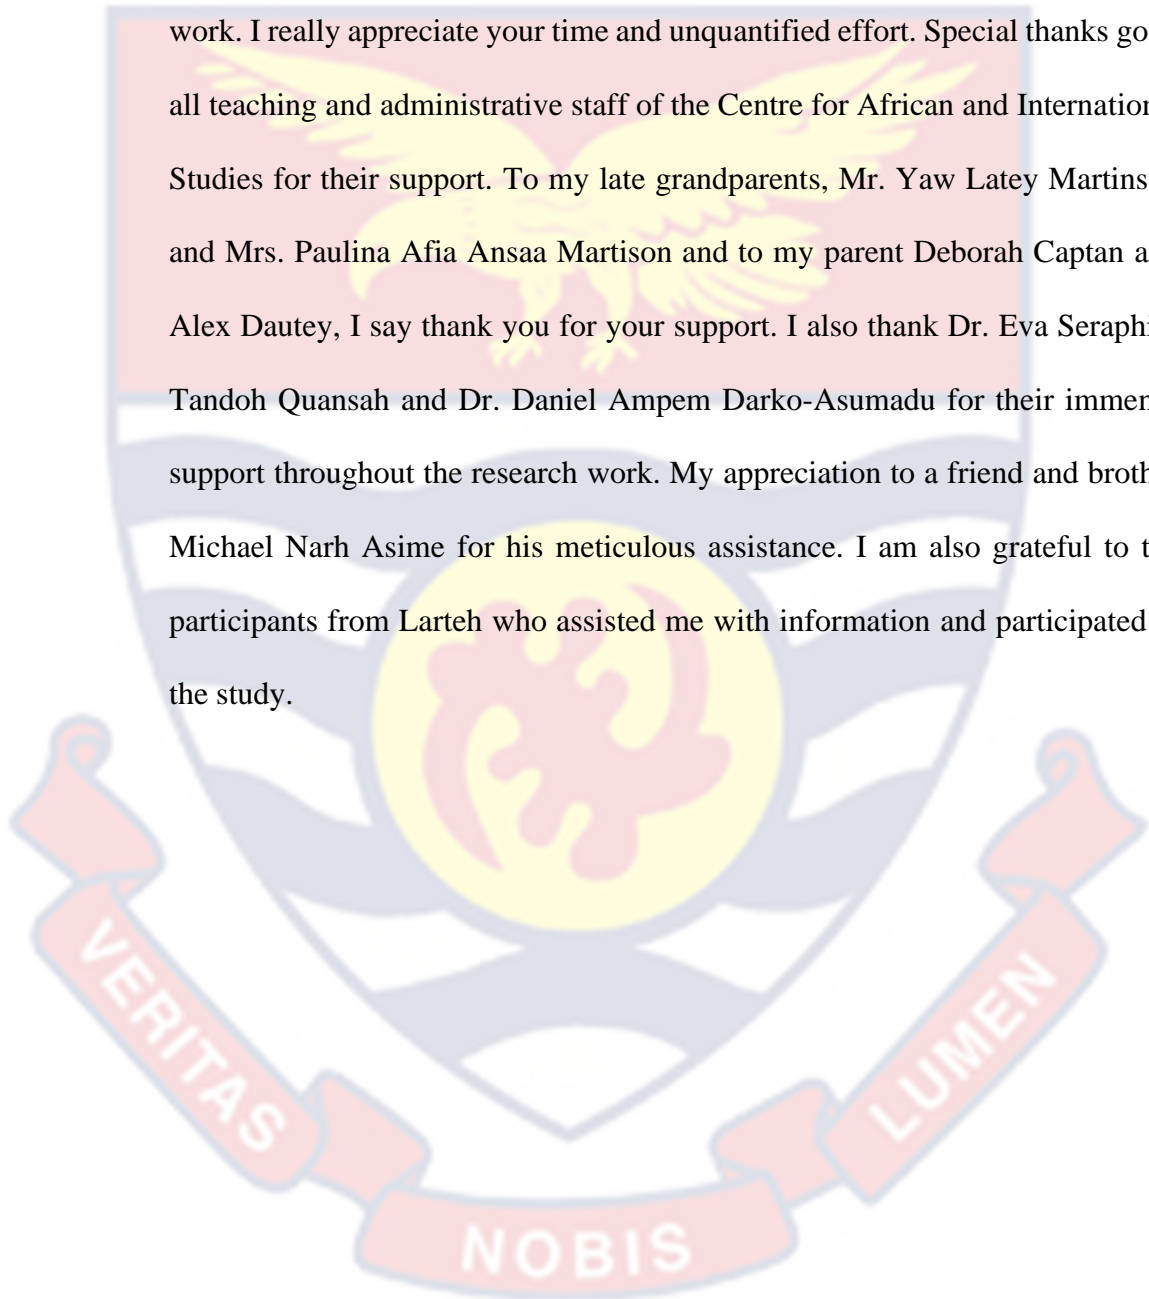 work. I really appreciate your time and unquantified effort. Special thanks go
all teaching and administrative staff of the Centre for African and Internation
Studies for their support. To my late grandparents, Mr. Yaw Latey Martins
and Mrs. Paulina Afia Ansaa Martison and to my parent Deborah Captan a
Alex Dautey, I say thank you for your support. I also thank Dr. Eva Seraphi
Tandoh Quansah and Dr. Daniel Ampem Darko-Asumadu for their immen
support throughout the research work. My appreciation to a friend and broth
Michael Narh Asime for his meticulous assistance. I am also grateful to t
participants from Larteh who assisted me with information and participated
the study.
VERITAS
NOBIS
LUMEN